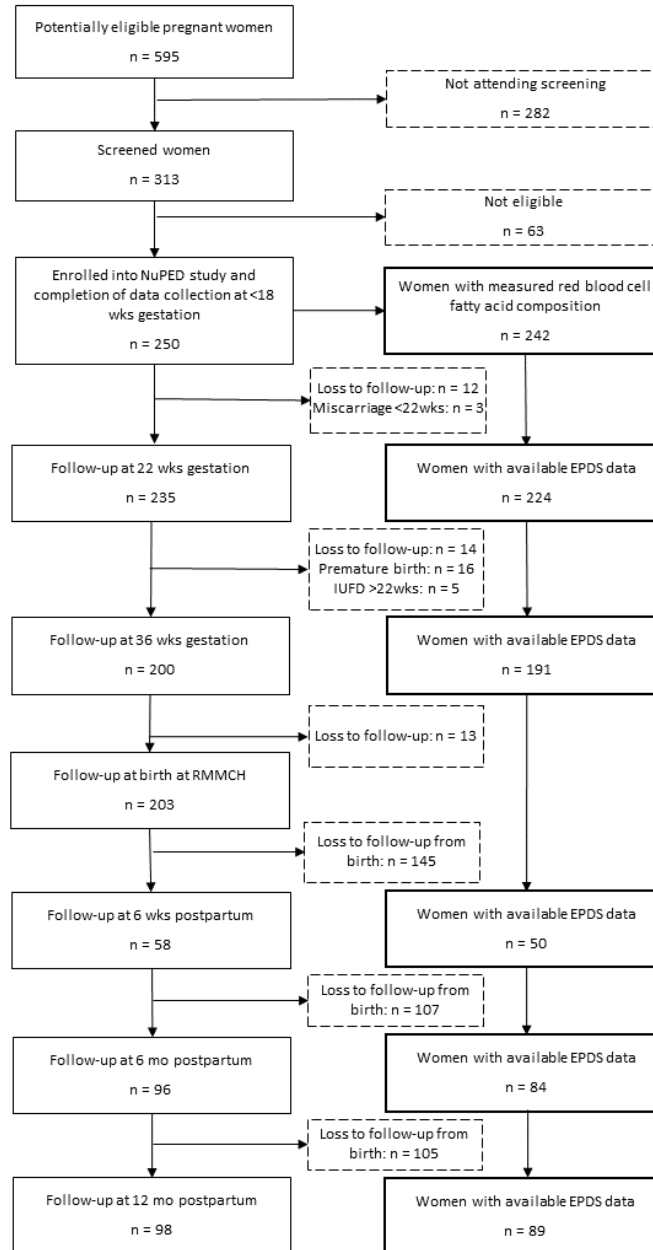 Potentially eligible pregnant women
n = 595
Not attending screening
n = 282
Screened women
n = 313
Not eligible
n = 63
Enrolled into NuPED study and
completion of data collection at <18
wks gestation
n = 250
Women with measured red blood cell
fatty acid composition
n = 242
Loss to follow-up: n = 12
Miscarriage <22wks: n = 3
Follow-up at 22 wks gestation
n = 235
Women with available EPDS data
n = 224
Loss to follow-up: n = 14
Premature birth: n = 16
IUFD >22wks: n = 5
Follow-up at 36 wks gestation
n = 200
Women with available EPDS data
n = 191
Loss to follow-up: n = 13
Follow-up at birth at RMMCH
n = 203
Loss to follow-up from
birth: n = 145
Follow-up at 6 wks postpartum
n = 58
Women with available EPDS data
n = 50
Loss to follow-up from
birth: n = 107
Follow-up at 6 mo postpartum
n = 96
Women with available EPDS data
n = 84
Loss to follow-up from
birth: n = 105
Follow-up at 12 mo postpartum
n = 98
Women with available EPDS data
n = 89